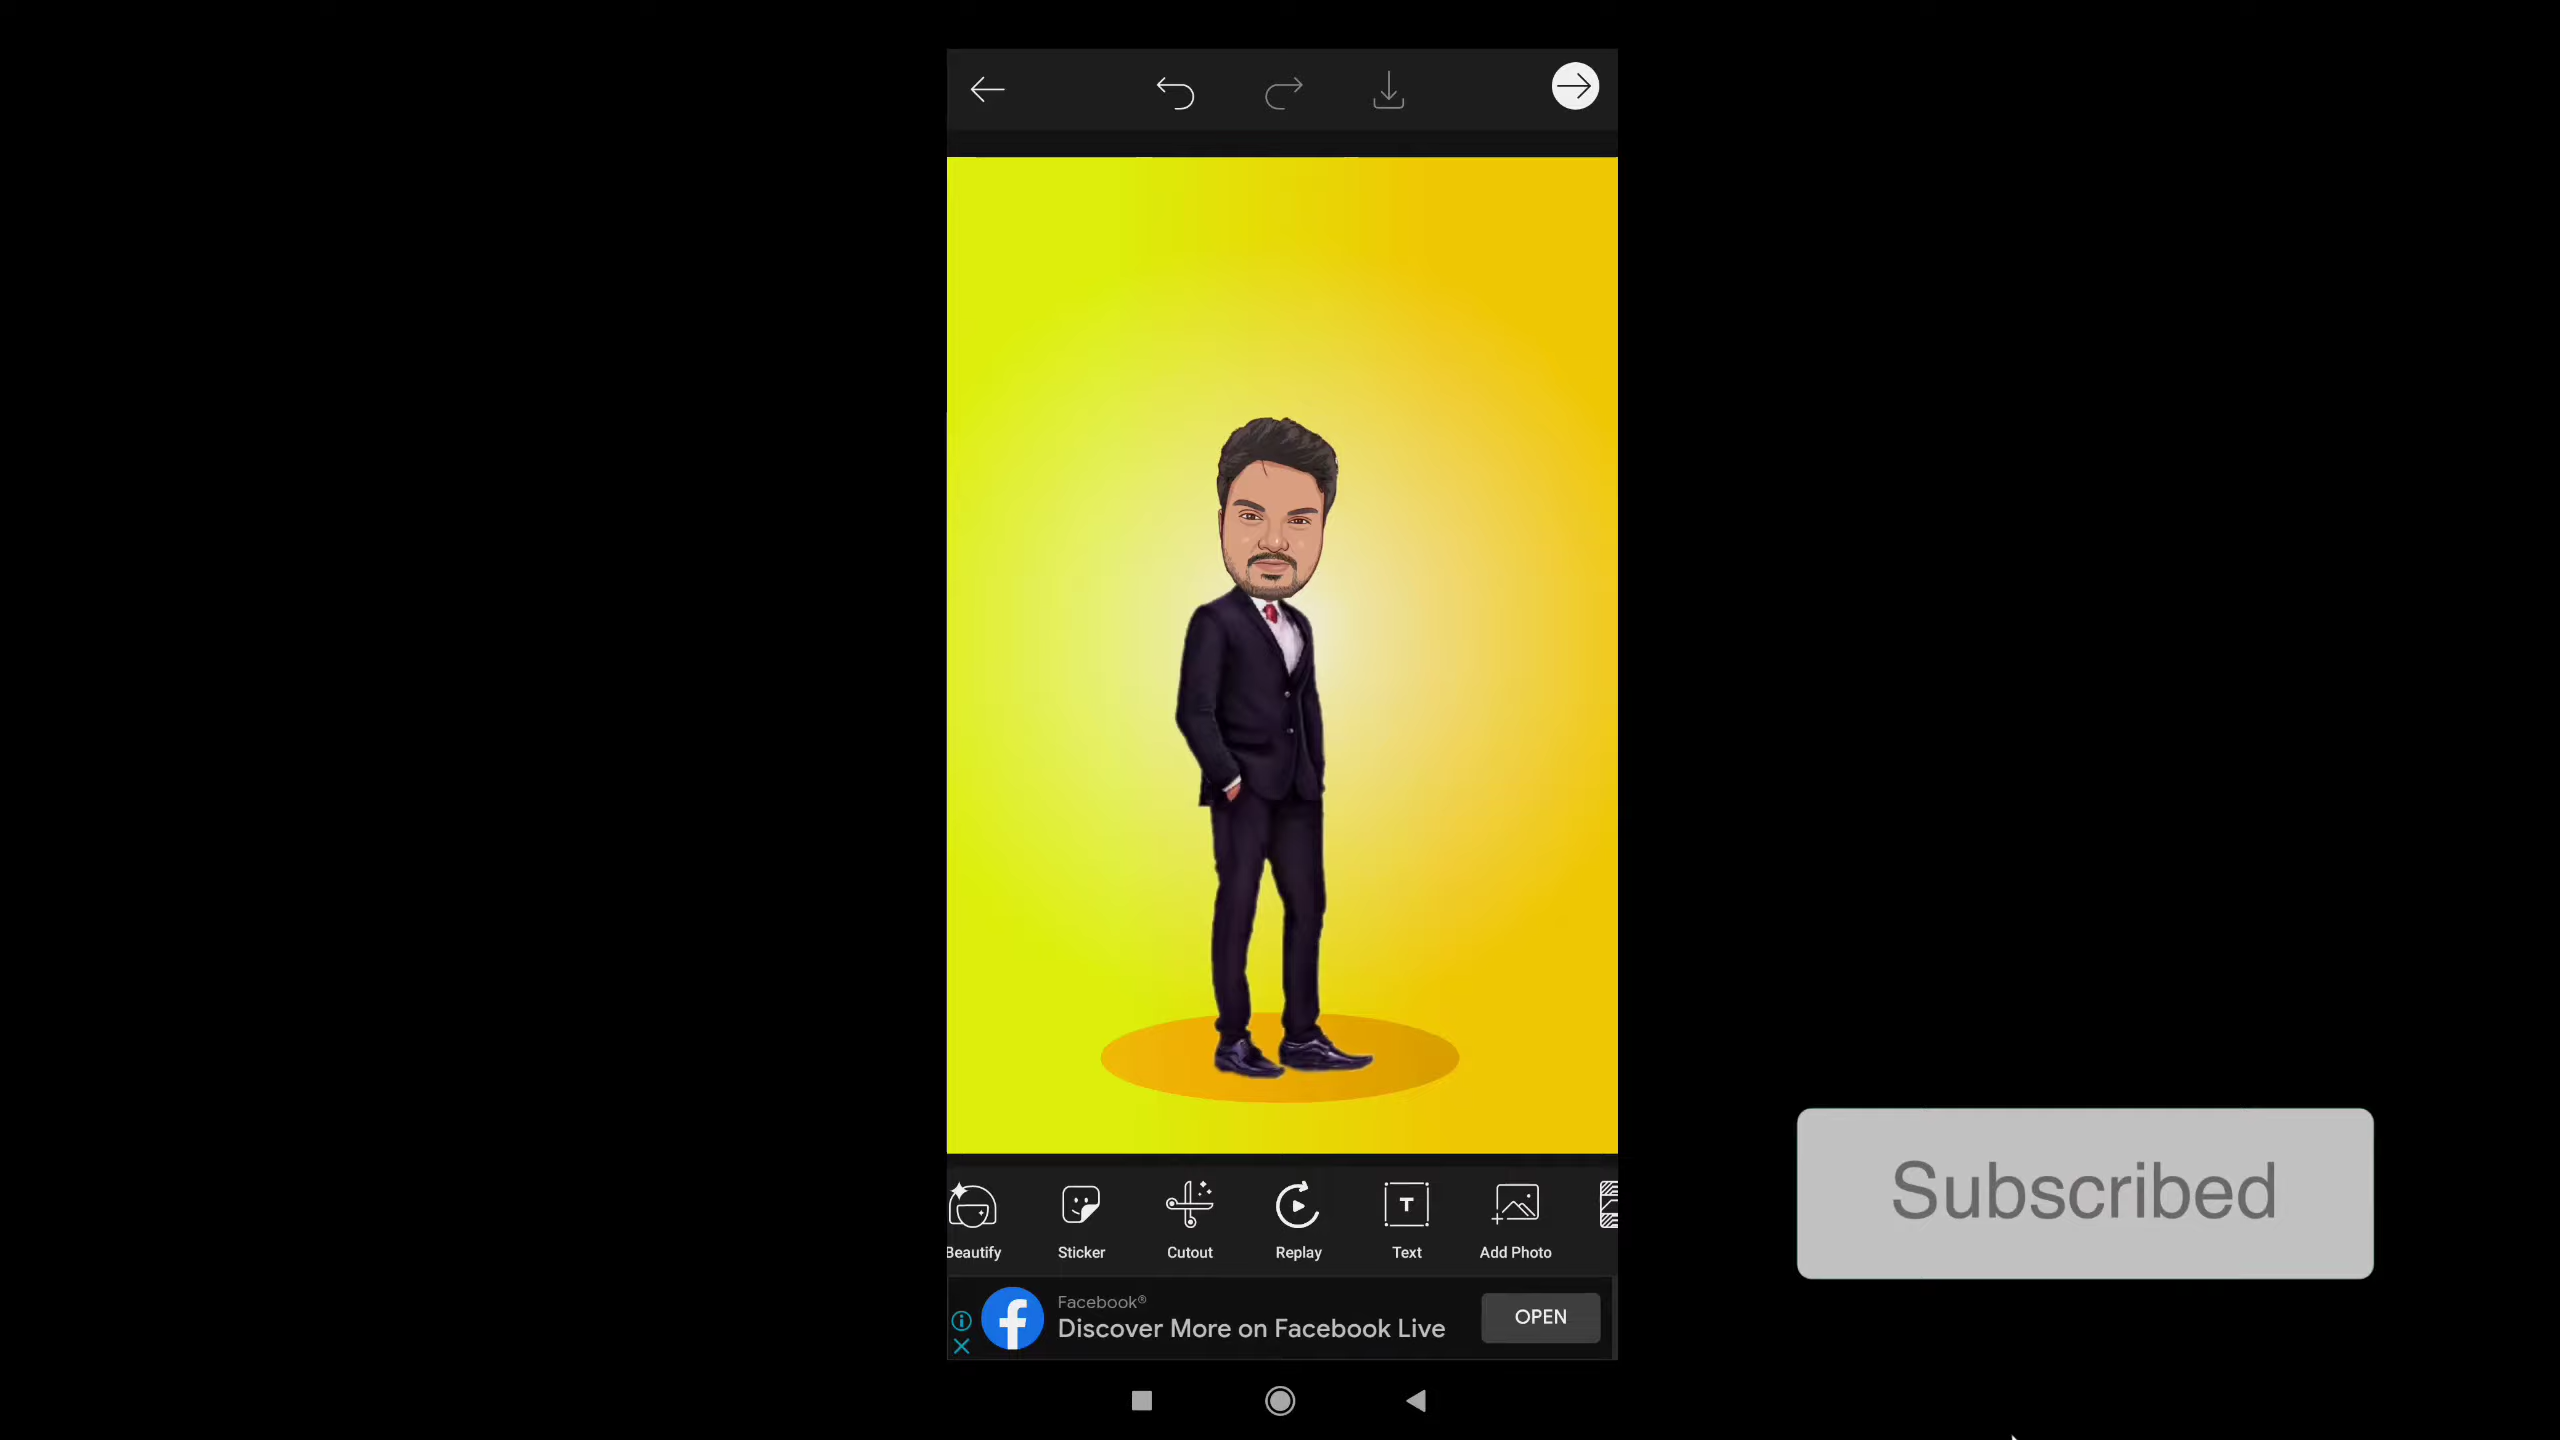 Subscribed
Beautify
Sticker
Cutout
Replay
Text
Add Photo
Facebook®
Discover More on Facebook Live
OPEN